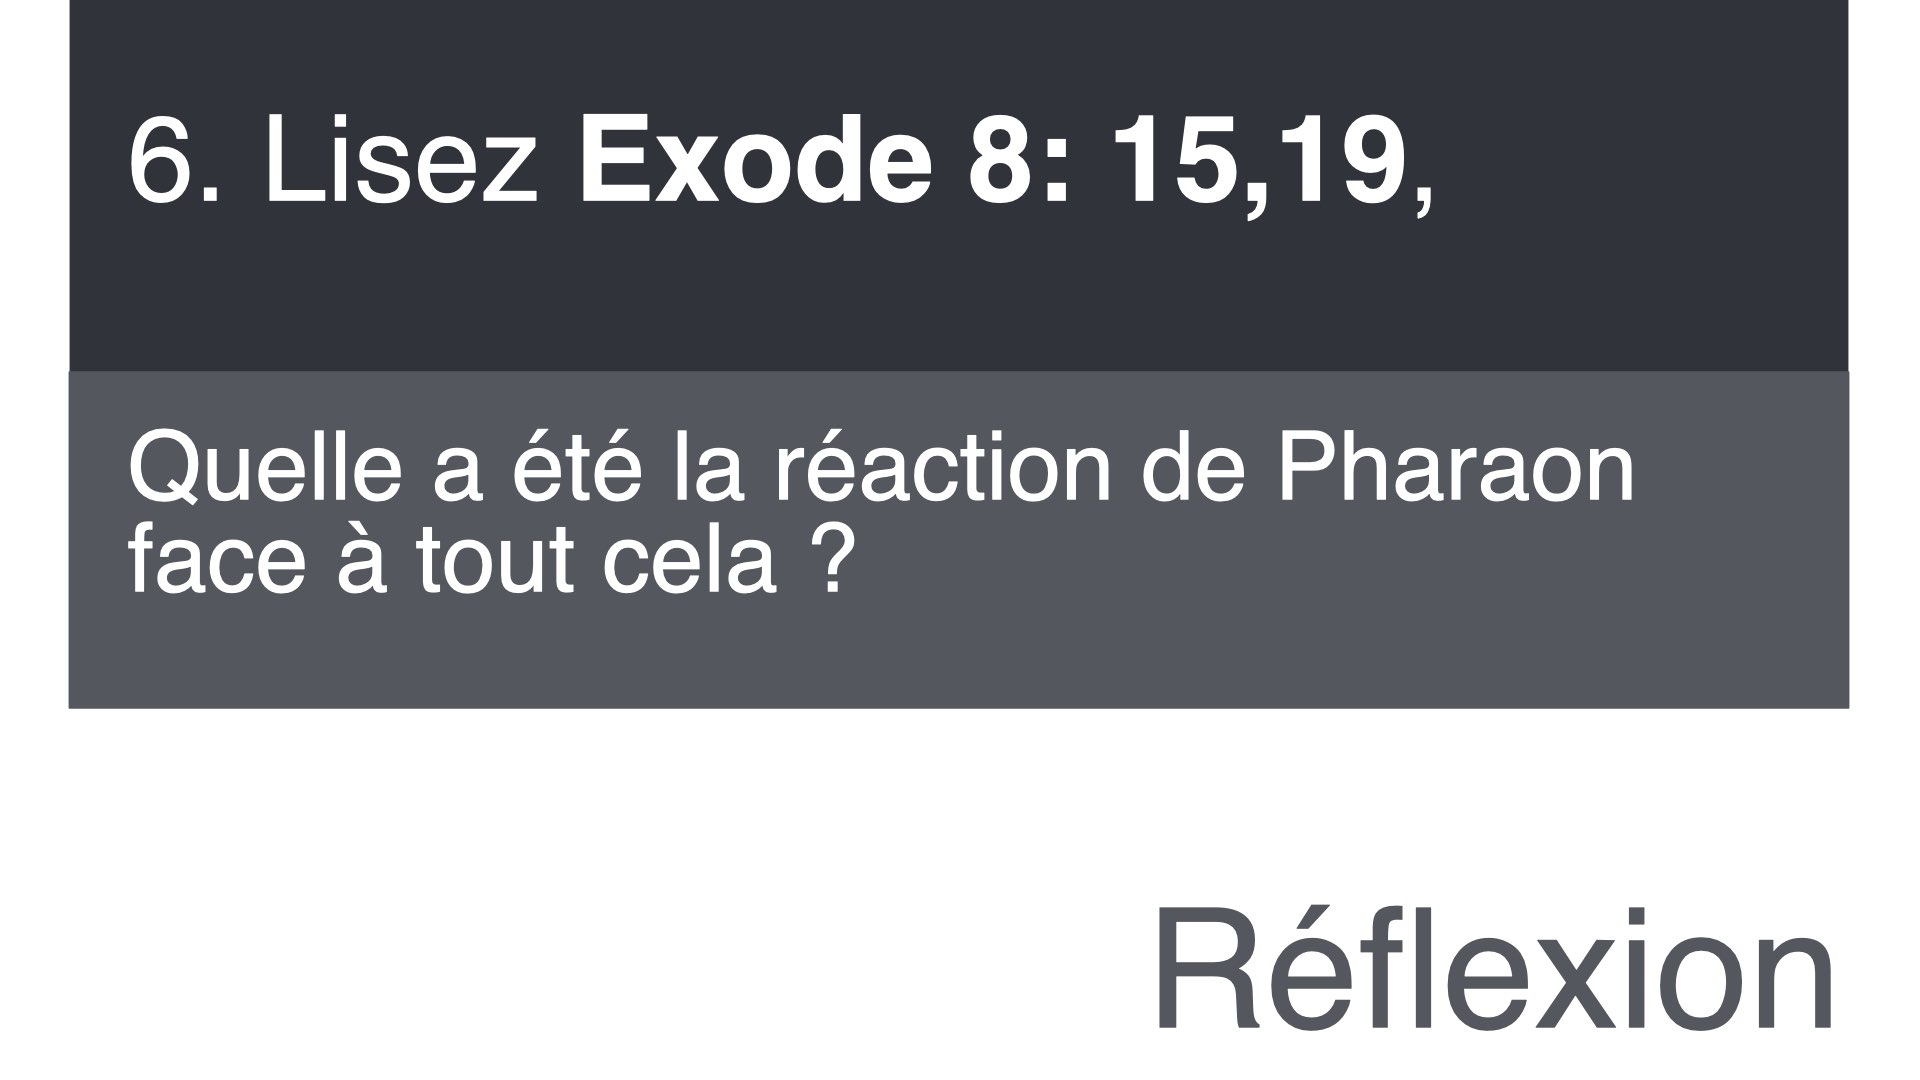 6. Lisez Exode 8: 15,19,
Quelle a été la réaction de Pharaon
face à tout cela ?
Réflexion